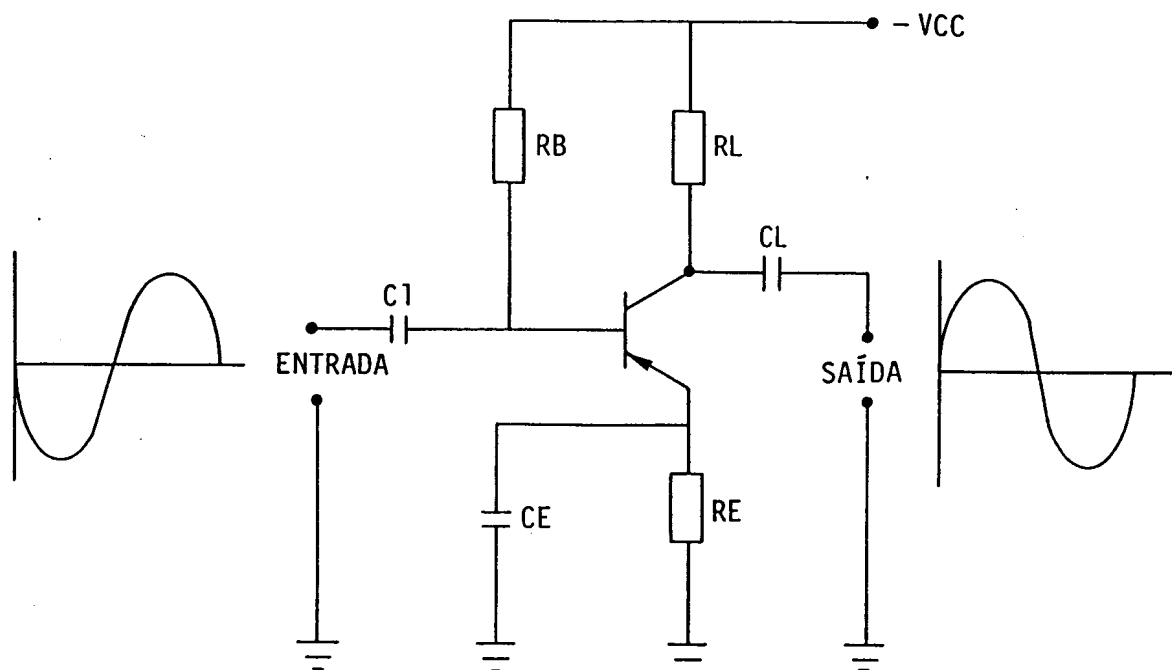 - VCC
RB
RL
CL
C1
ENTRADA
SAÍDA
CE
RE